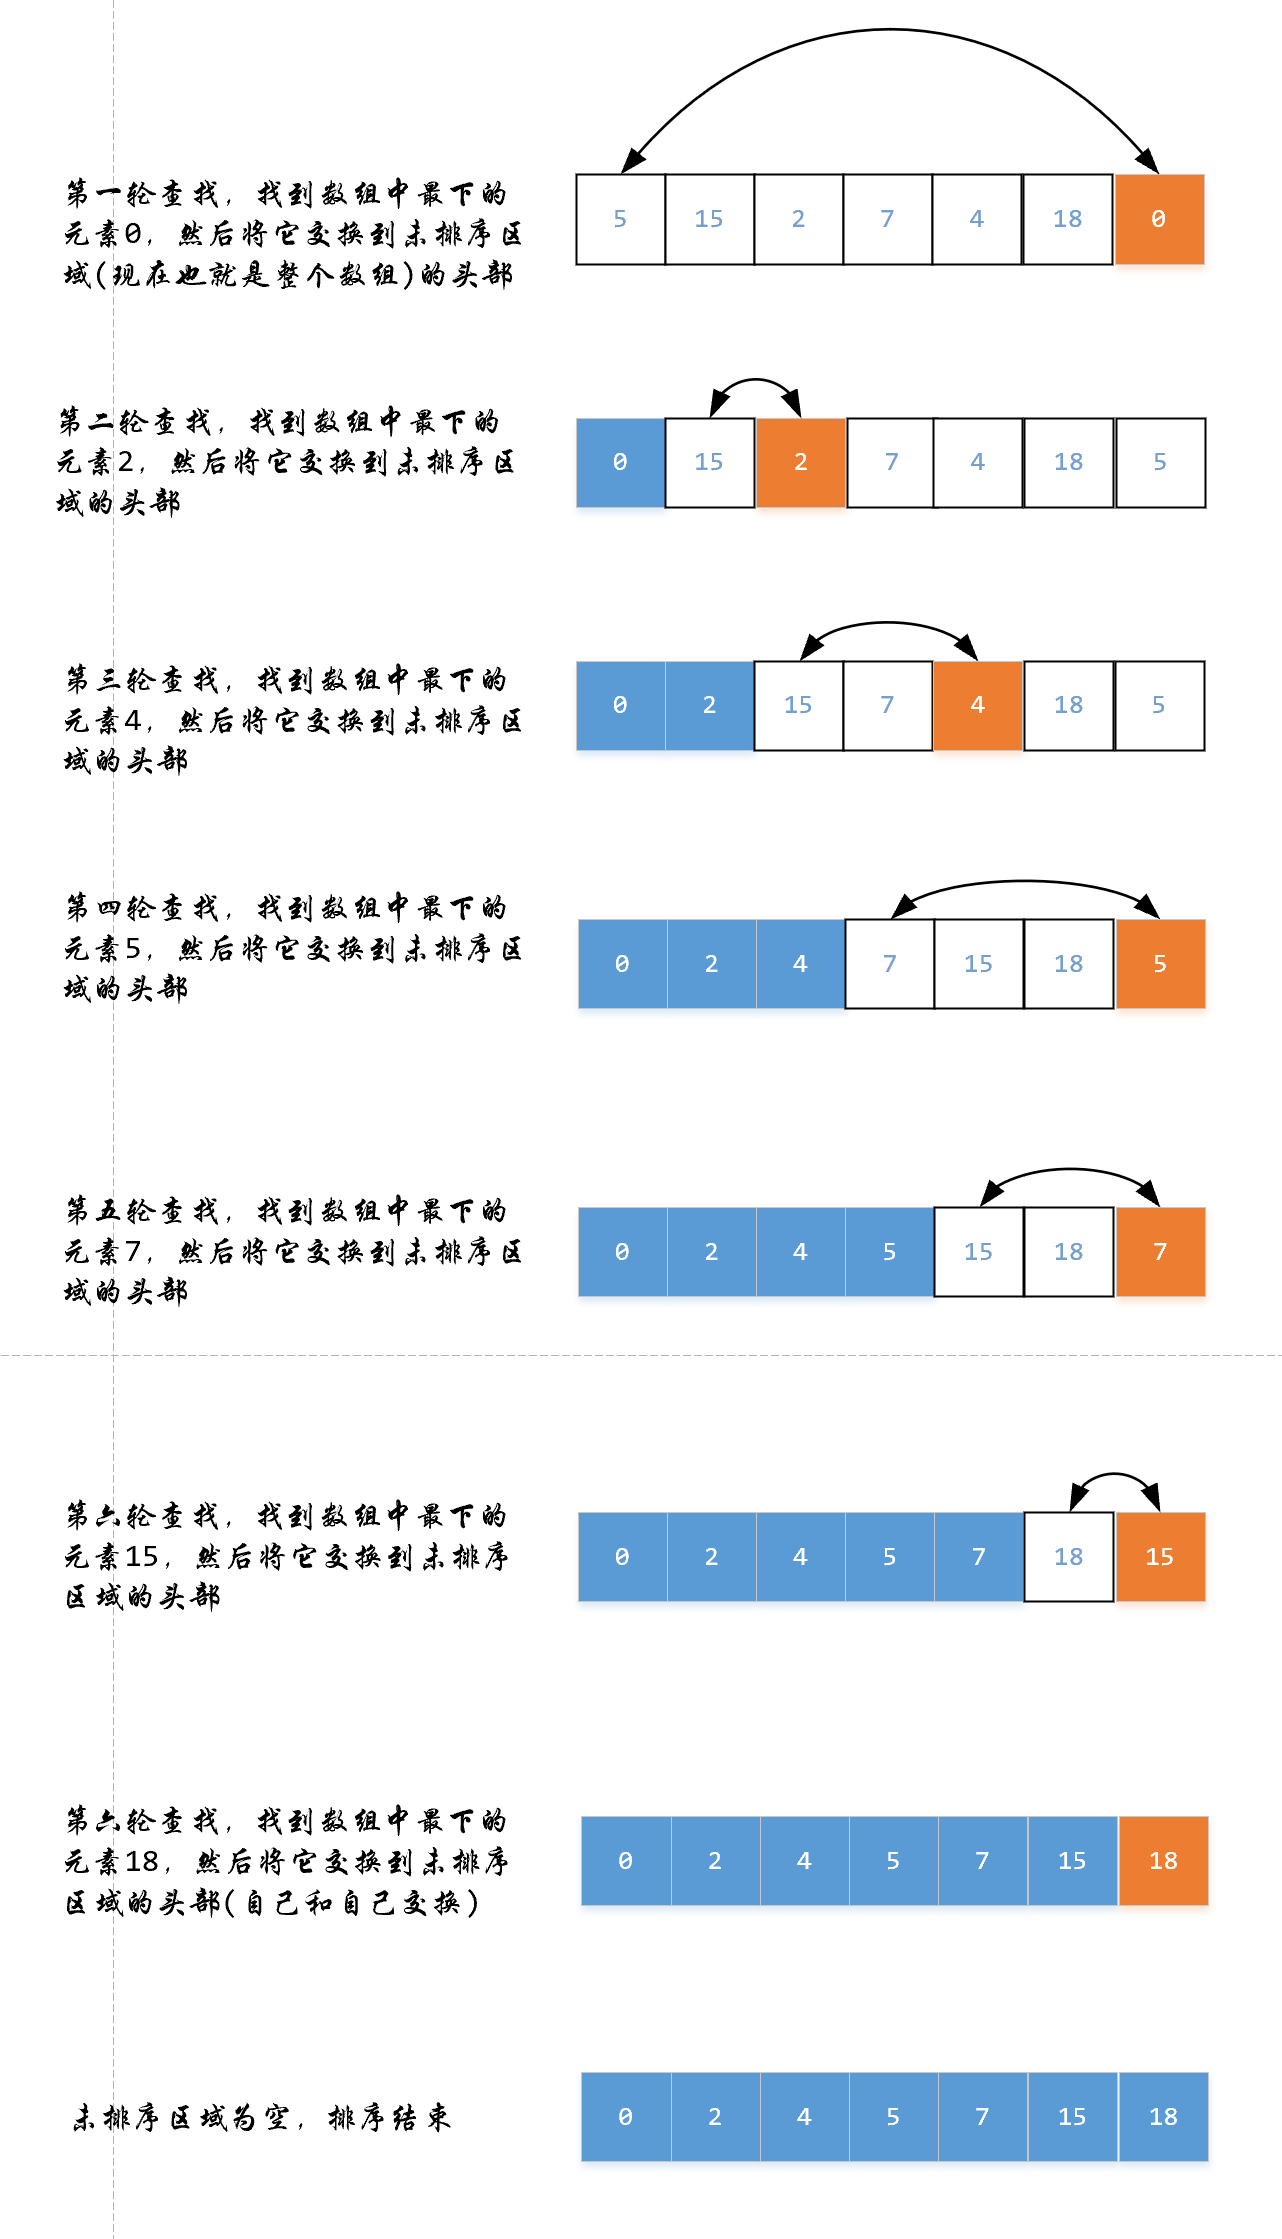 第一轮查找，找到数组中最下的
元素0，然后将它交换到未排序区
域(现在也就是整个数组)的头部
5 15 2 7 4 18 0
第二轮查找，找到数组中最下的
元素2，然后将它交换到未排序区
域的头部
0 15 2 7 4 18 5
第三轮查找，找到数组中最下的
元素4，然后将它交换到未排序区
域的头部
0 2 15 7 4 18 5
第四轮查找，找到数组中最下的
元素5，然后将它交换到未排序区
域的头部
0 2 4 7 15 18 5
第五轮查找，找到数组中最下的
元素7，然后将它交换到未排序区
域的头部
0 2 4 5 15 18 7
第六轮查找，找到数组中最下的
元素15，然后将它交换到未排序
区域的头部
0 2 4 5 7 18 15
第六轮查找，找到数组中最下的
元素18，然后将它交换到未排序
区域的头部(自己和自己交换)
0 2 4 5 7 15 18
未排序区域为空，排序结束
0 2 4 5 7 15 18